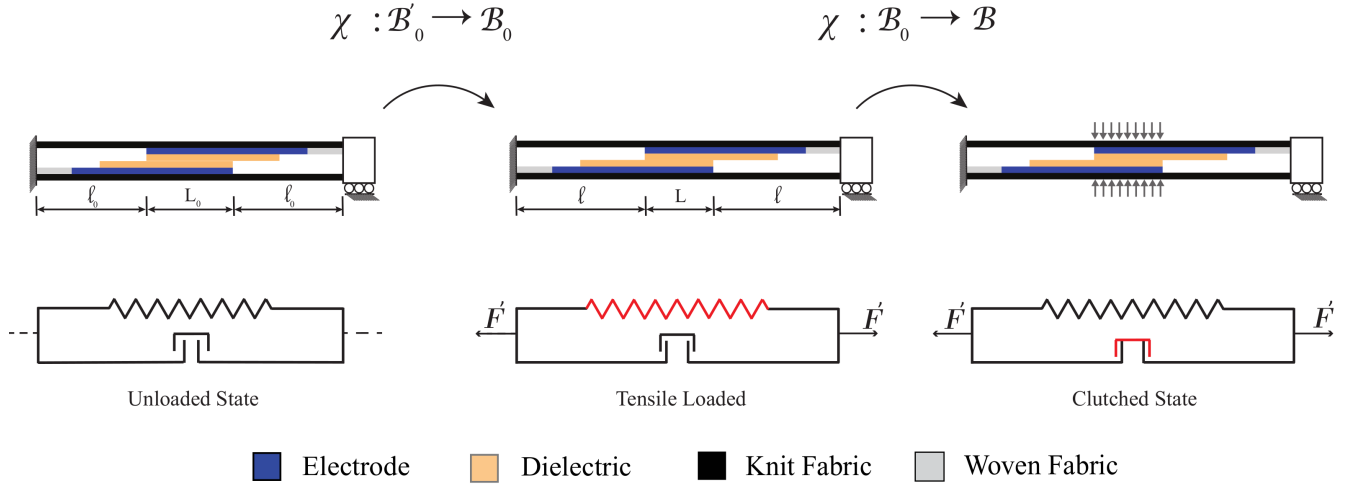 χ : ℬ′₀ → ℬ₀
χ : ℬ₀ → ℬ
ℓ₀ L₀ ℓ₀
ℓ L ℓ
F′ F′ F′ F′
Unloaded State
Tensile Loaded
Clutched State
Electrode
Dielectric
Knit Fabric
Woven Fabric